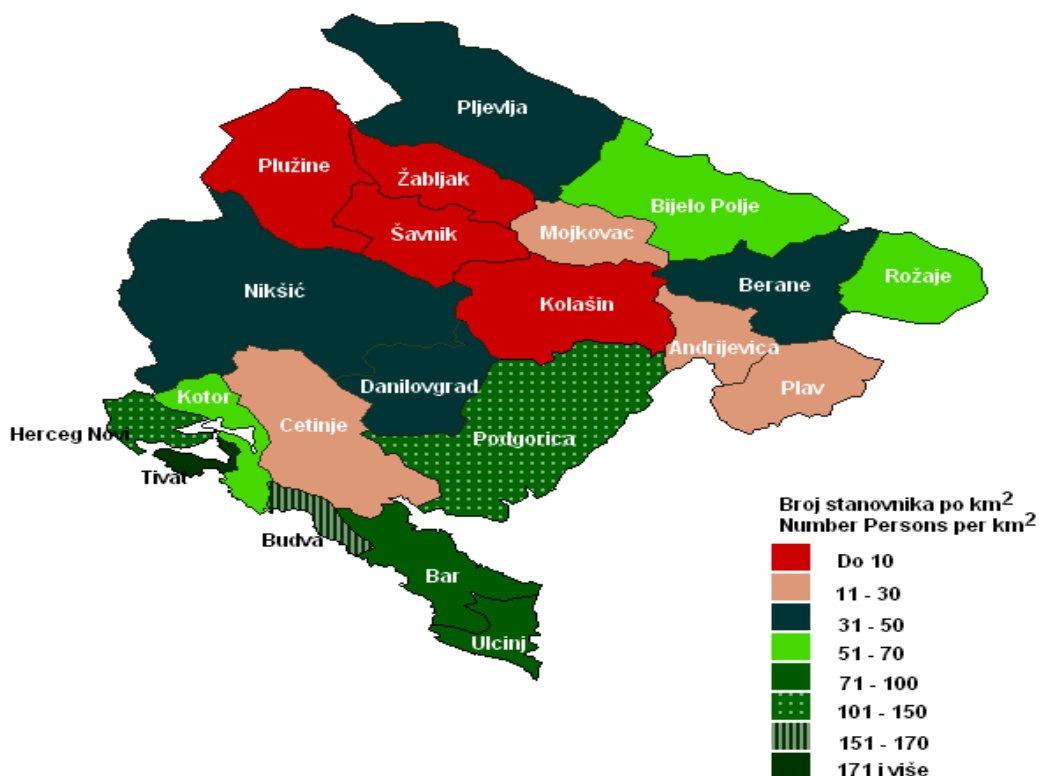 Pljevlja
Plužine
Žabljak
Bijelo Polje
Šavnik
Mojkovac
Rožaje
Nikšić
Berane
Kolašin
Andrijevica
Danilovgrad
Plav
Kotor
Cetinje
Herceg Novi
Podgorica
Tivat
Budva
Bar
Ulcinj
Broj stanovnika po km²
Number Persons per km²
Do 10
11 - 30
31 - 50
51 - 70
71 - 100
101 - 150
151 - 170
171 i više